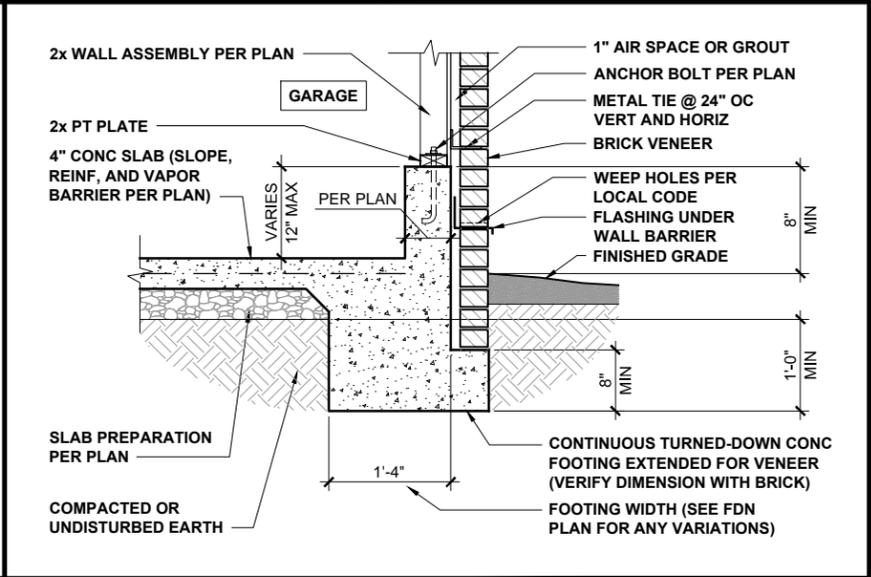 2x WALL ASSEMBLY PER PLAN
GARAGE
2x PT PLATE
4" CONC SLAB (SLOPE,
REINF, AND VAPOR
BARRIER PER PLAN)
VARIES
12" MAX
PER PLAN
1" AIR SPACE OR GROUT
ANCHOR BOLT PER PLAN
METAL TIE @ 24" OC
VERT AND HORIZ
BRICK VENEER
WEEP HOLES PER
LOCAL CODE
FLASHING UNDER
WALL BARRIER
FINISHED GRADE
8"
MIN
1'-0"
MIN
8"
MIN
SLAB PREPARATION
PER PLAN
COMPACTED OR
UNDISTURBED EARTH
1'-4"
CONTINUOUS TURNED-DOWN CONC
FOOTING EXTENDED FOR VENEER
(VERIFY DIMENSION WITH BRICK)
FOOTING WIDTH (SEE FDN
PLAN FOR ANY VARIATIONS)